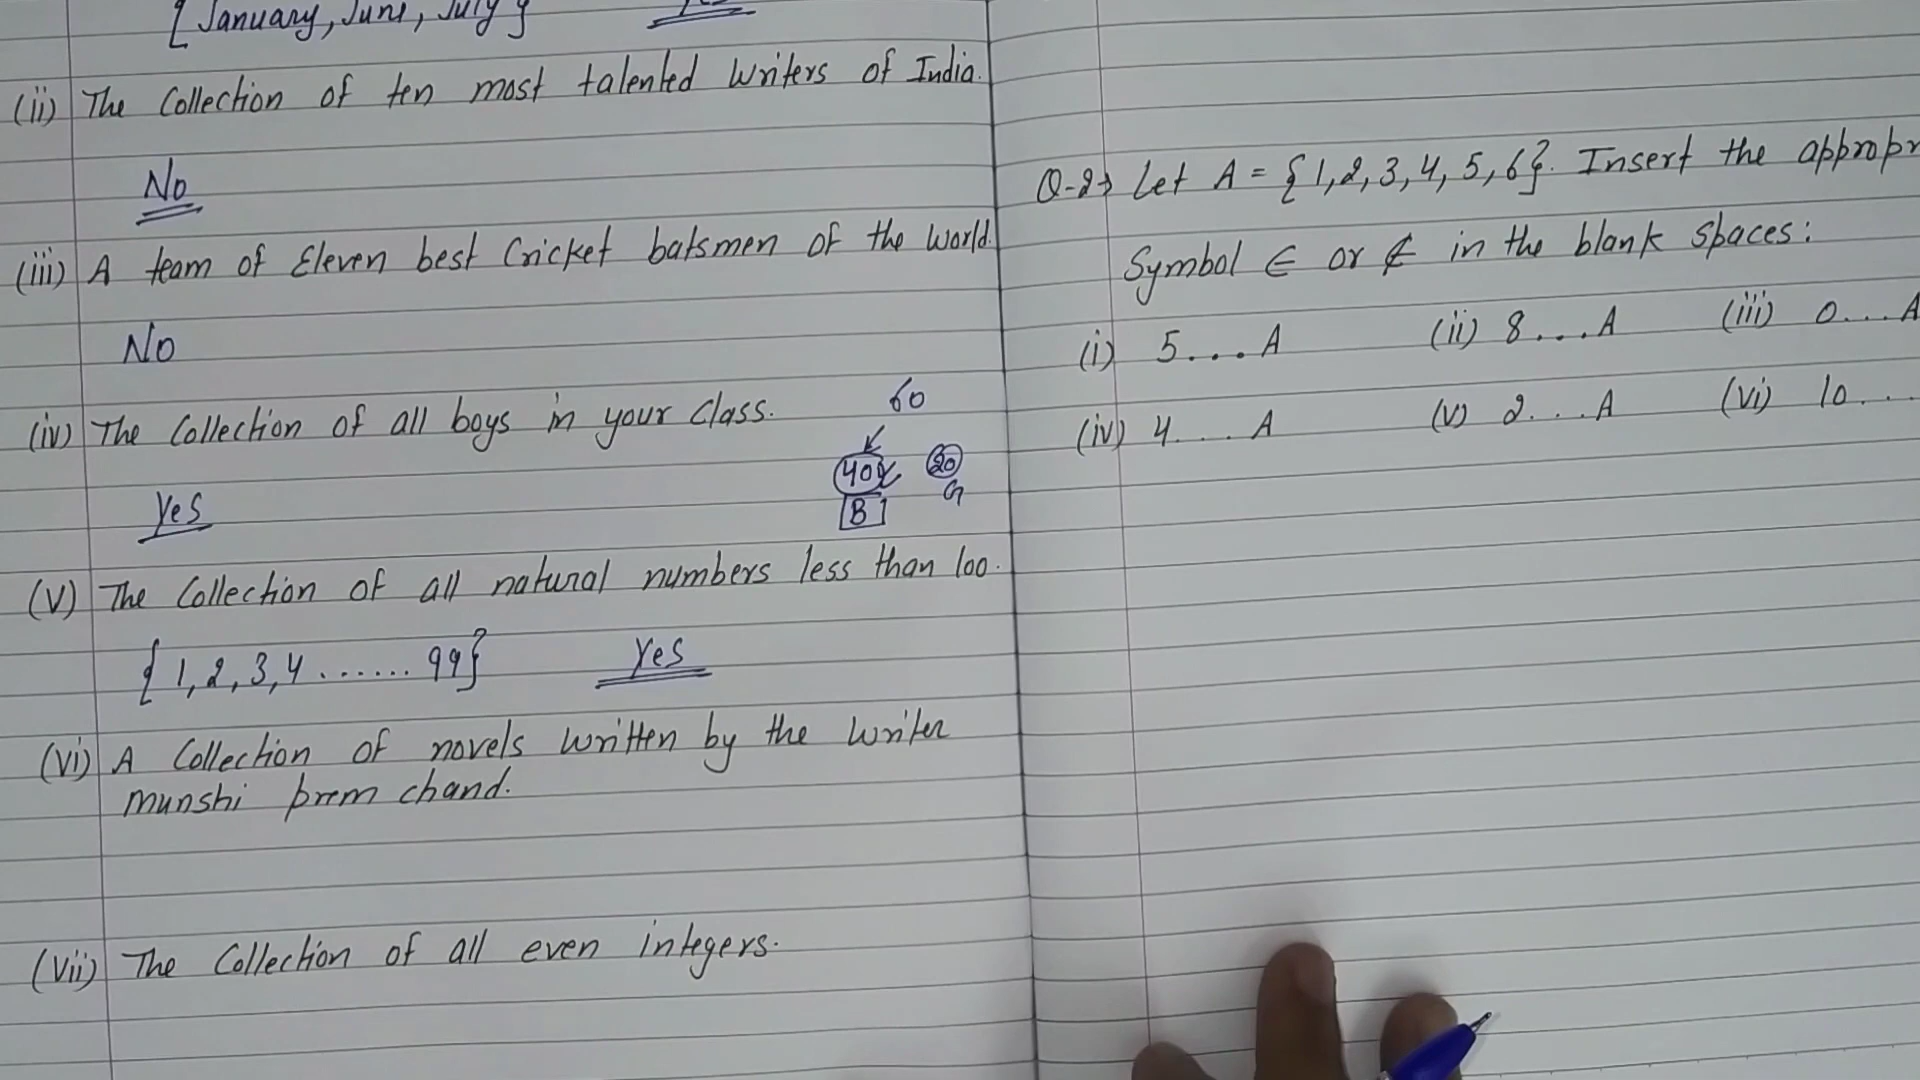 {January, June, July}
(ii) The Collection of ten most talented writers of India.
No
(iii) A team of Eleven best Cricket batsmen of the world.
No
(iv) The Collection of all boys in your class.
60
40
20
B
G
Yes
(v) The Collection of all natural numbers less than 100.
{1,2,3,4 ...... 99} Yes
(vi) A Collection of novels written by the writer
munshi prem chand.
(vii) The Collection of all even integers.
Q-2→ Let A = {1,2,3,4,5,6}. Insert the appropr
Symbol ∈ or ∉ in the blank spaces:
(i) 5....A (ii) 8....A (iii) 0...A
(iv) 4....A (v) 2...A (vi) 10...